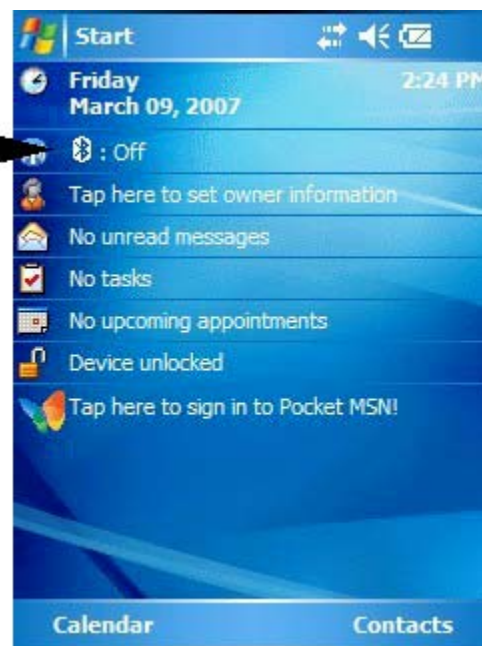 Start
Friday 2:24 PM
March 09, 2007
: Off
Tap here to set owner information
No unread messages
No tasks
No upcoming appointments
Device unlocked
Tap here to sign in to Pocket MSN!
Calendar Contacts